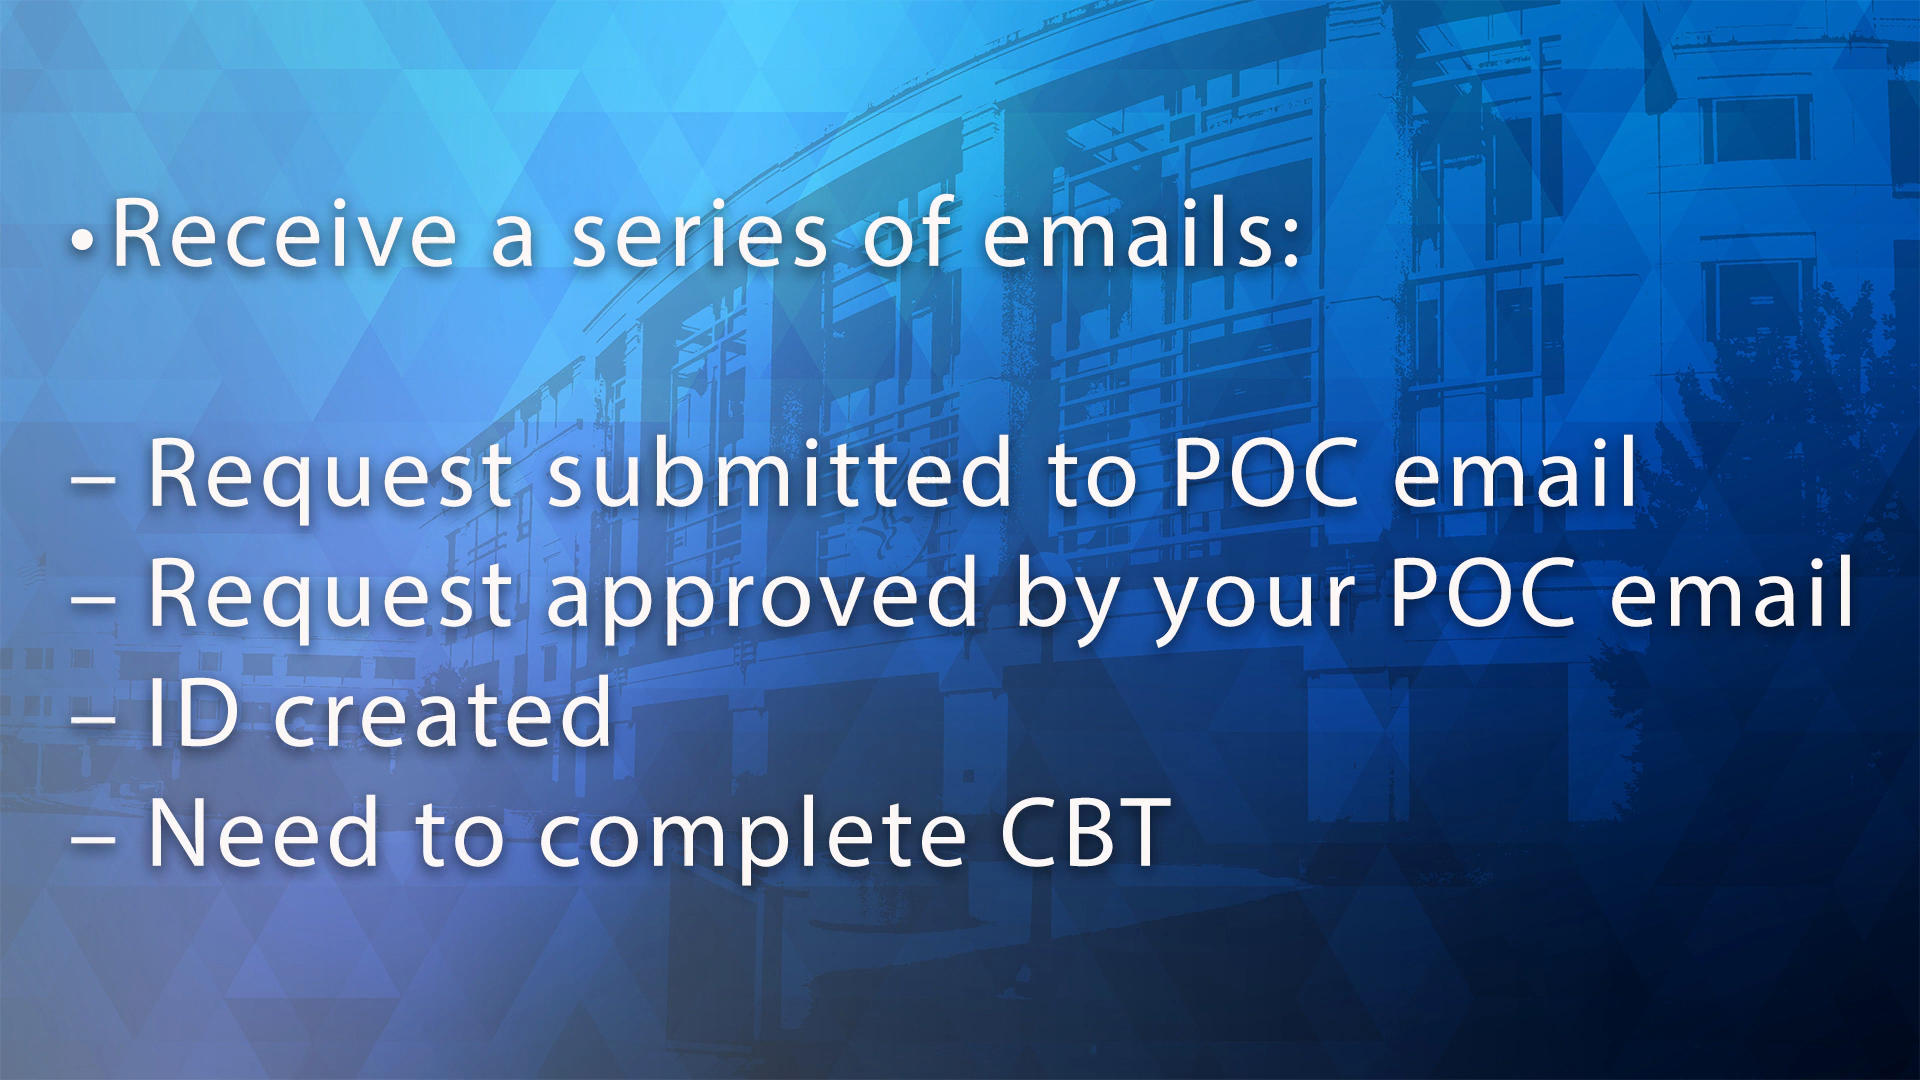 •Receive a series of emails:
– Request submitted to POC email
– Request approved by your POC email
– ID created
– Need to complete CBT